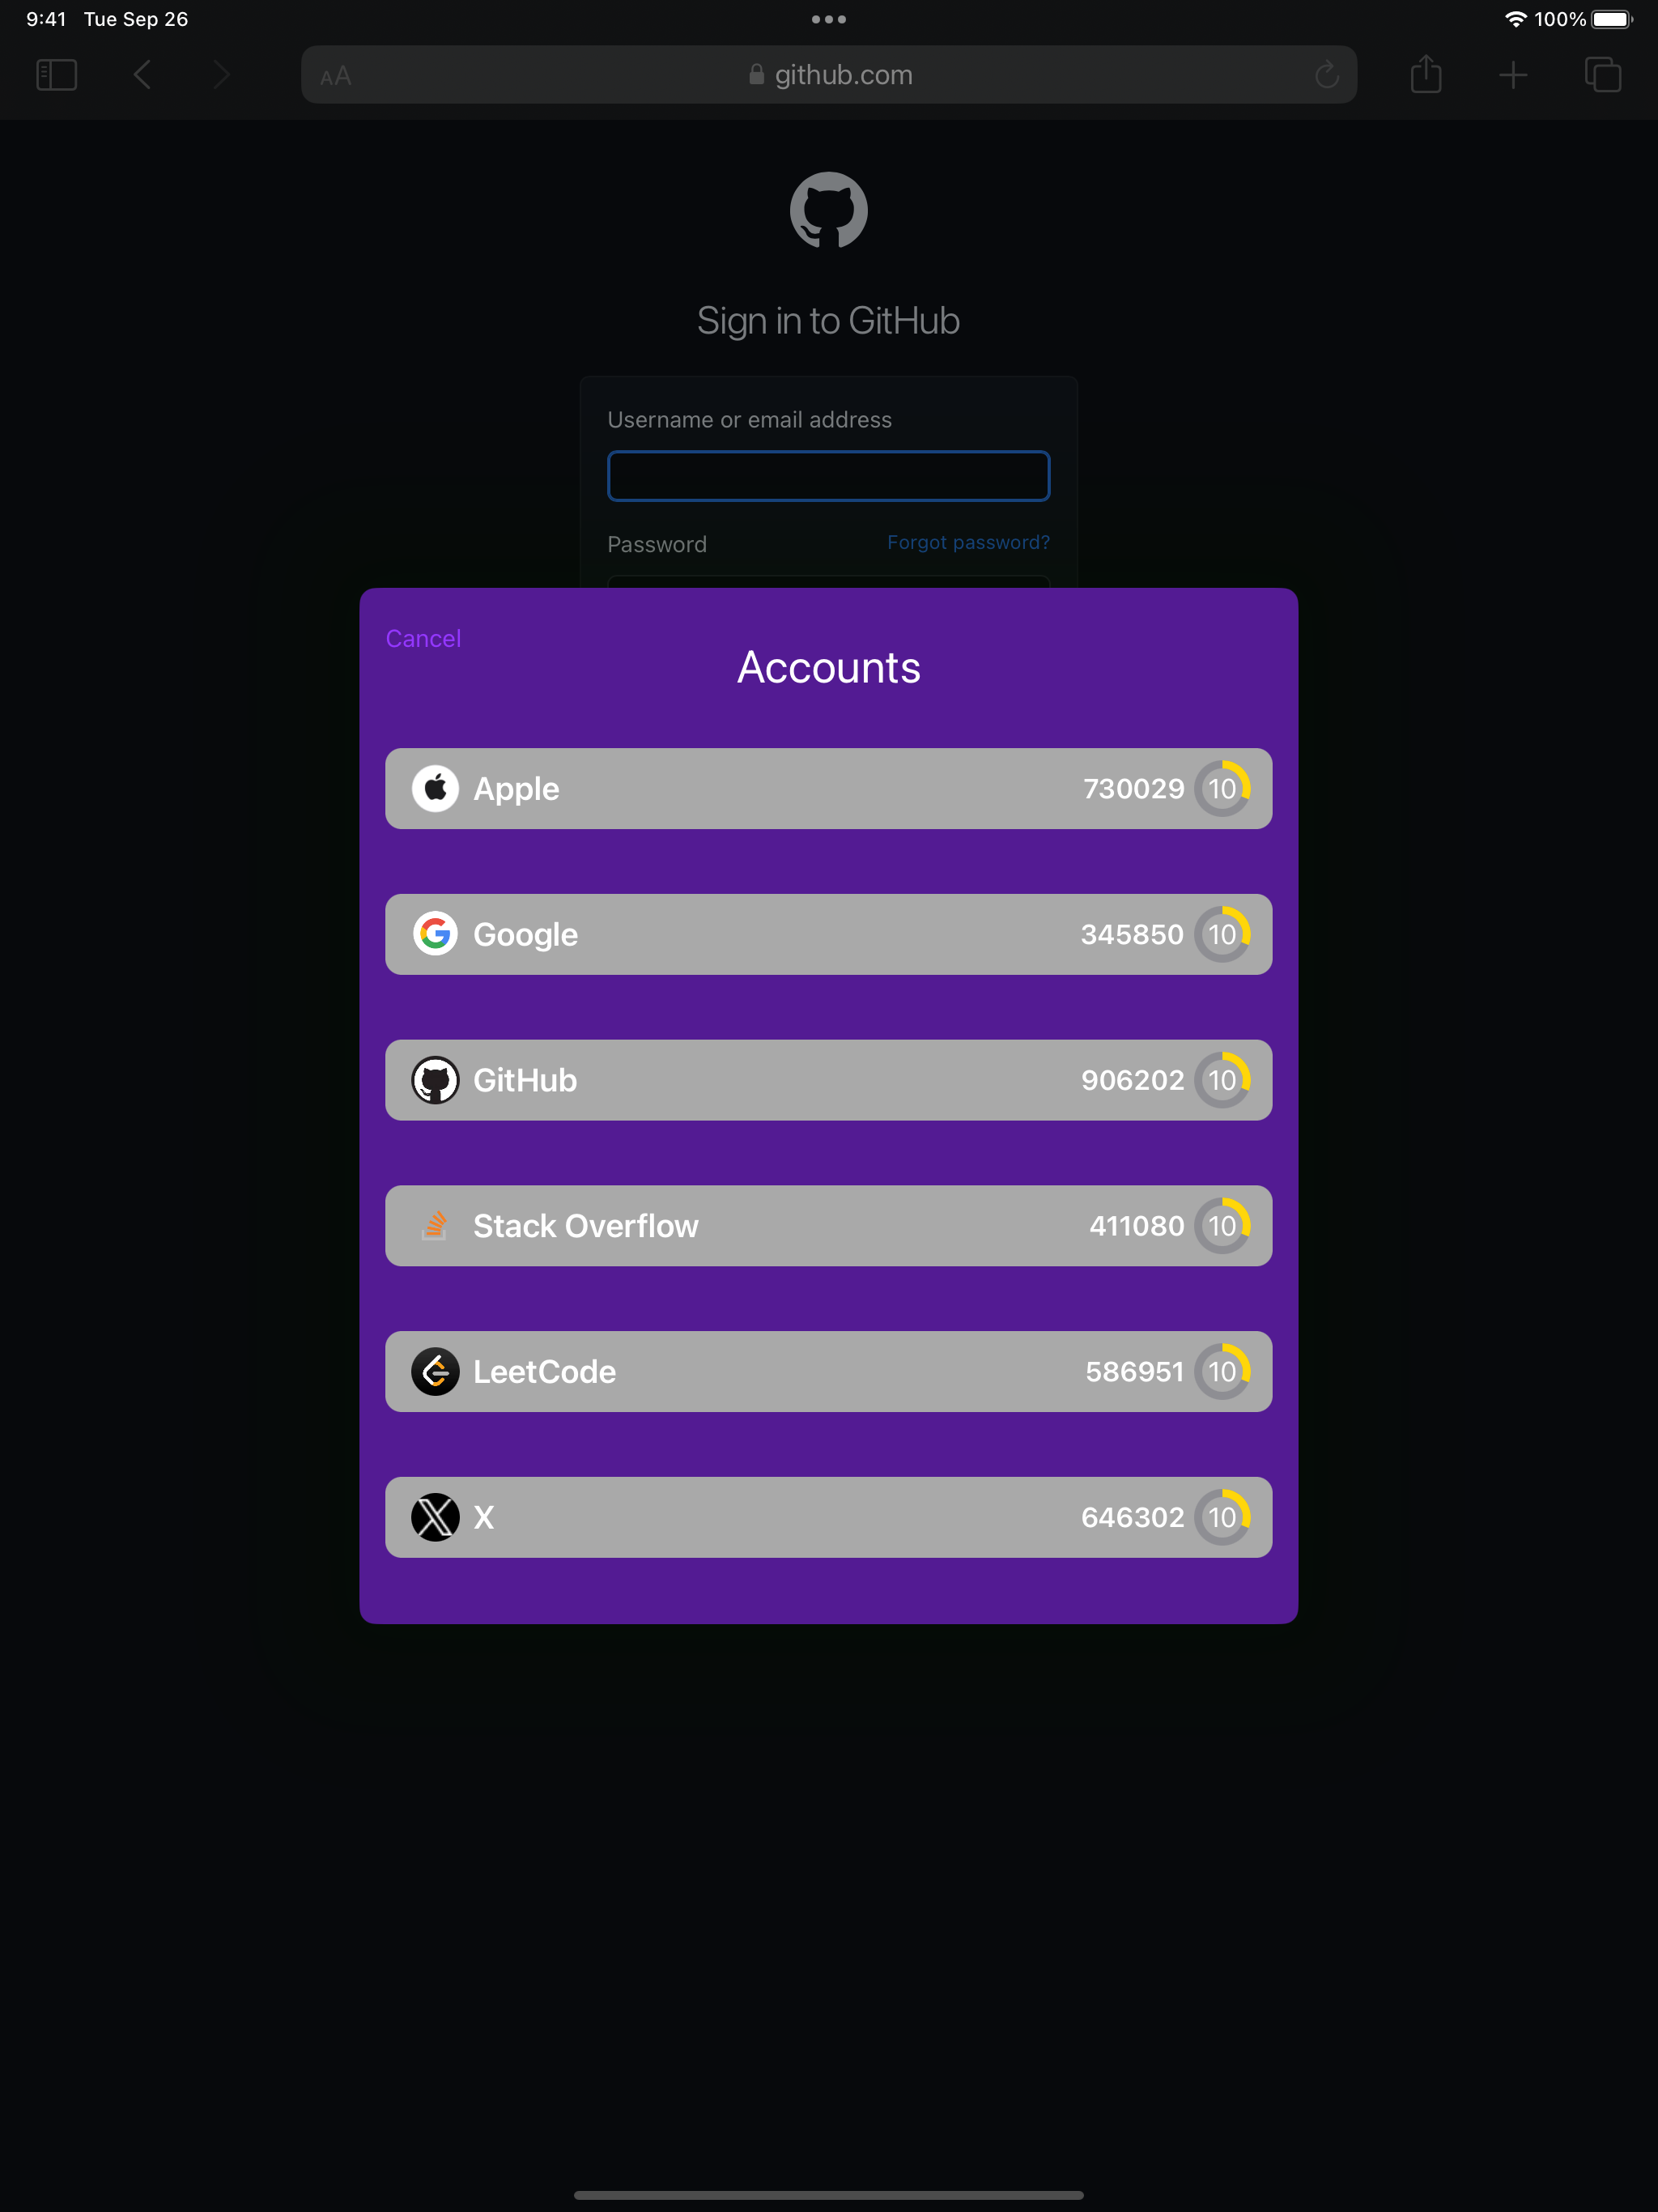 9:41 Tue Sep 26
100%
AA
github.com
Sign in to GitHub
Username or email address
Password
Forgot password?
Cancel
Accounts
Apple 730029 10
Google 345850 10
GitHub 906202 10
Stack Overflow 411080 10
LeetCode 586951 10
X 646302 10